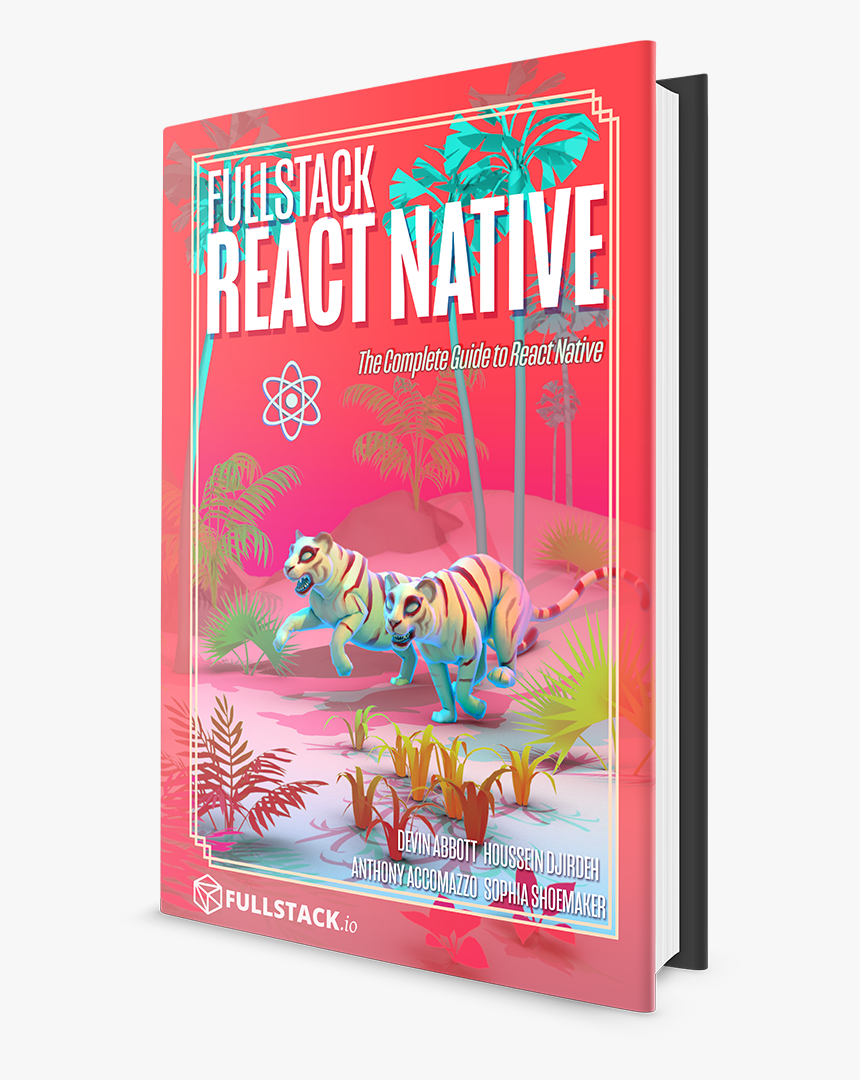 FULLSTACK
REACT NATIVE
The Complete Guide to React Native
DEVIN ABBOTT HOUSSEIN DJIRDEH
ANTHONY ACCOMAZZO SOPHIA SHOEMAKER
FULLSTACK.io